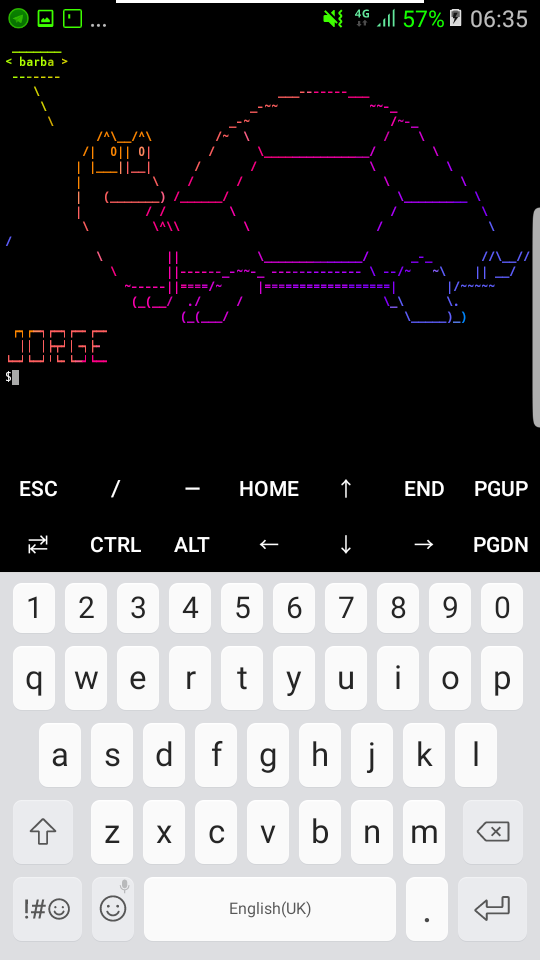 ... 4G 57% 06:35
< barba >
JORGE
$
ESC / — HOME ↑ END PGUP
⇄ CTRL ALT ← ↓ → PGDN
1 2 3 4 5 6 7 8 9 0
q w e r t y u i o p
a s d f g h j k l
z x c v b n m
!#☺ English(UK) .